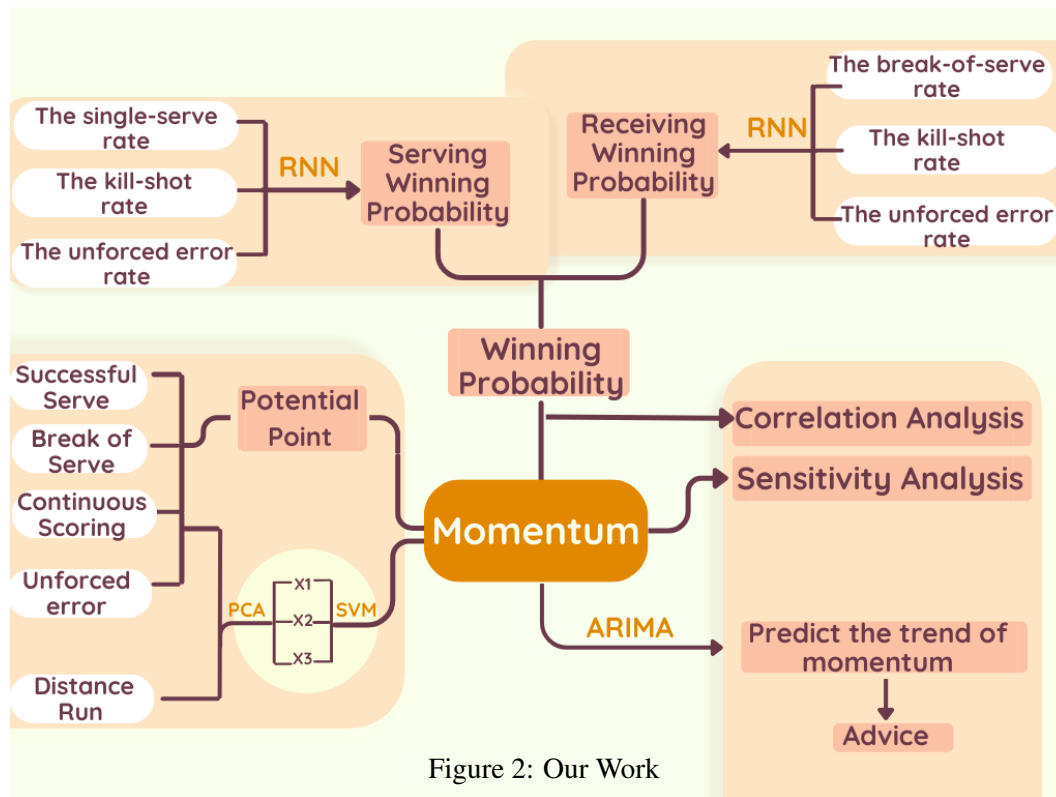 The single-serve
rate
The kill-shot
rate
The unforced error
rate
RNN
Serving
Winning
Probability
Receiving
Winning
Probability
RNN
The break-of-serve
rate
The kill-shot
rate
The unforced error
rate
Winning
Probability
Successful
Serve
Break of
Serve
Continuous
Scoring
Unforced
error
Distance
Run
Potential
Point
PCA
X1
X2
X3
SVM
Momentum
Correlation Analysis
Sensitivity Analysis
ARIMA
Predict the trend of
momentum
Advice
Figure 2: Our Work